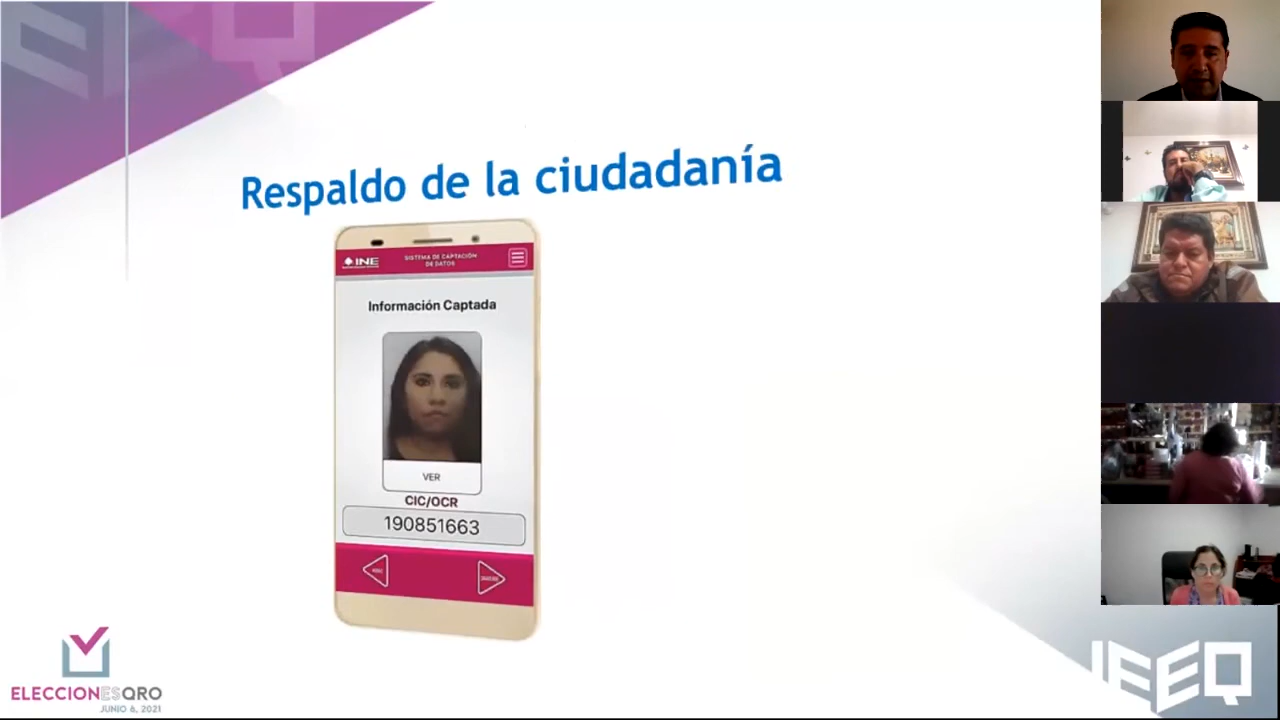 Respaldo de la ciudadanía
INE
SISTEMA DE CAPTACIÓN
DE DATOS
Información Captada
VER
CIC/OCR
190851663
ELECCIONESQRO
JUNIO 6, 2021
IEEQ